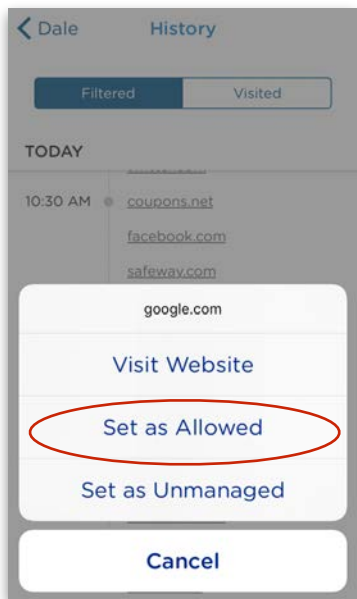 Dale History
Filtered Visited
TODAY
10:30 AM coupons.net
facebook.com
safeway.com
google.com
Visit Website
Set as Allowed
Set as Unmanaged
Cancel